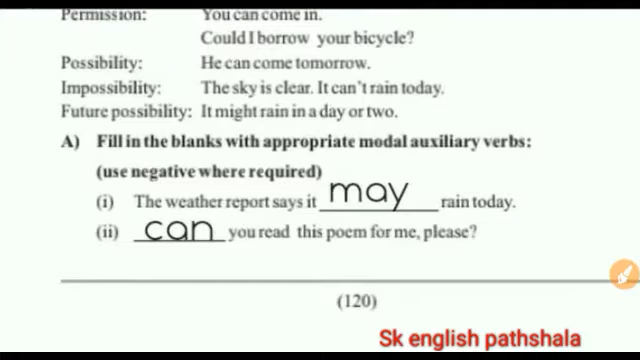 Permission: You can come in.
Could I borrow your bicycle?
Possibility: He can come tomorrow.
Impossibility: The sky is clear. It can't rain today.
Future possibility: It might rain in a day or two.
A) Fill in the blanks with appropriate modal auxiliary verbs:
(use negative where required)
(i) The weather report says it may rain today.
(ii) can you read this poem for me, please?
(120)
Sk english pathshala